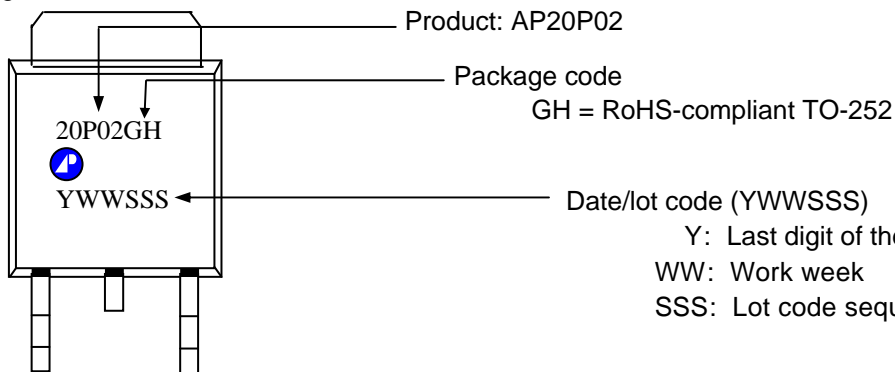 Product: AP20P02
Package code
GH = RoHS-compliant TO-252
20P02GH
YWWSSS
Date/lot code (YWWSSS)
Y: Last digit of the
WW: Work week
SSS: Lot code